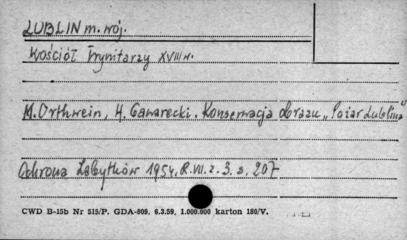 LUBLIN m. woj.
Kościół Trynitarzy XVIII w.
M. Orthwein, H. Gawarecki, Konserwacja obrazu „Pożar Lublina"
Ochrona Zabytków 1954, R. VII. z. 3. s. 207
CWD B-15b Nr 515/P. GDA-809. 6.3.59. 1.000.000 karton 180/V.